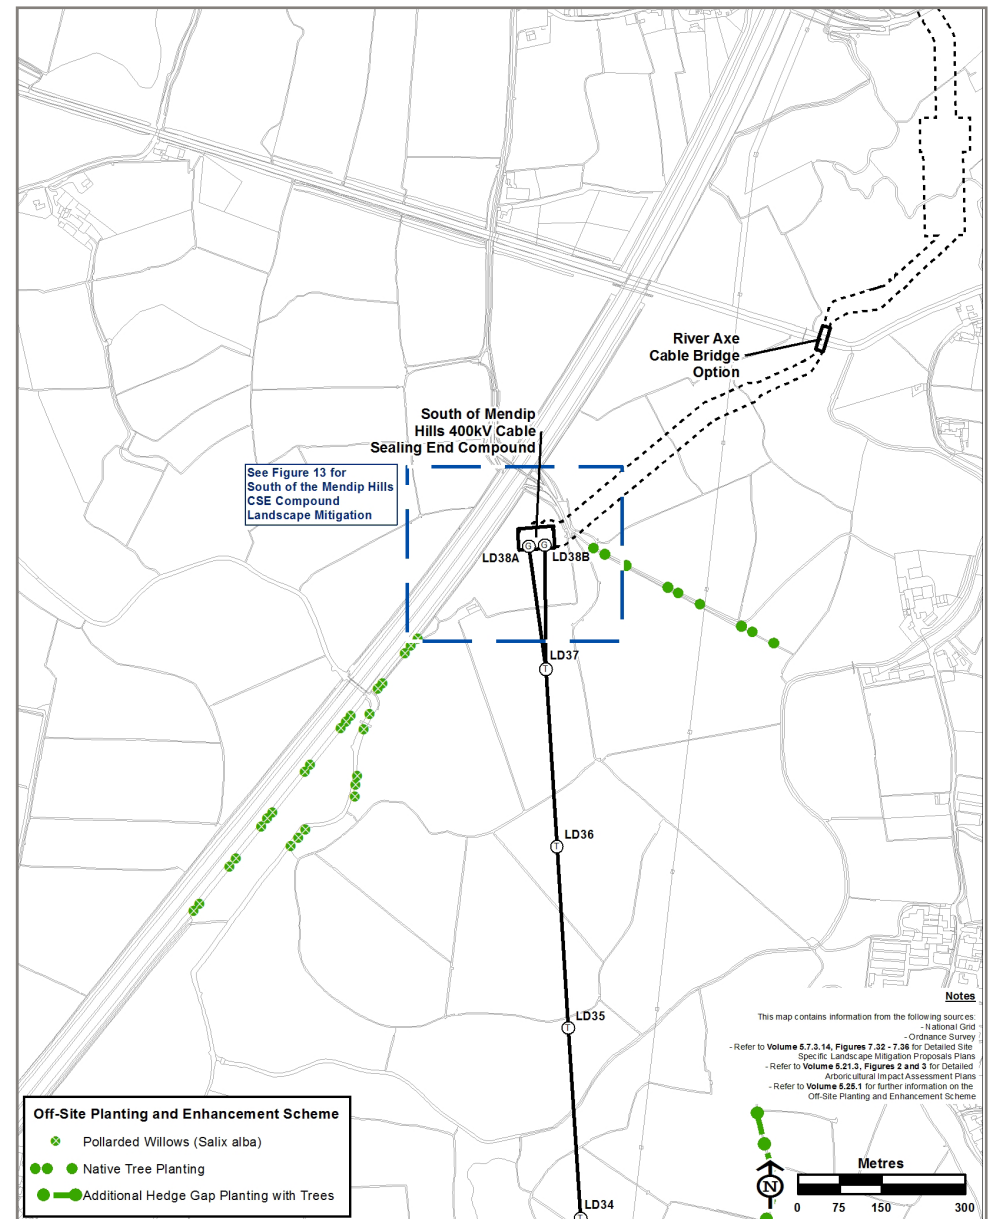 River Axe
Cable Bridge
Option
South of Mendip
Hills 400kV Cable
Sealing End Compound
See Figure 13 for
South of the Mendip Hills
CSE Compound
Landscape Mitigation
G
G
LD38A
LD38B
LD37
T
LD36
T
LD35
T
Notes
This map contains information from the following sources:
- National Grid
- Ordnance Survey
- Refer to Volume 5.7.3.14, Figures 7.32 - 7.36 for Detailed Site
Specific Landscape Mitigation Proposals Plans
- Refer to Volume 5.21.3, Figures 2 and 3 for Detailed
Arboricultural Impact Assessment Plans
- Refer to Volume 5.25.1 for further information on the
Off-Site Planting and Enhancement Scheme
Off-Site Planting and Enhancement Scheme
Pollarded Willows (Salix alba)
Native Tree Planting
Additional Hedge Gap Planting with Trees
LD34
T
N
Metres
0 75 150 300